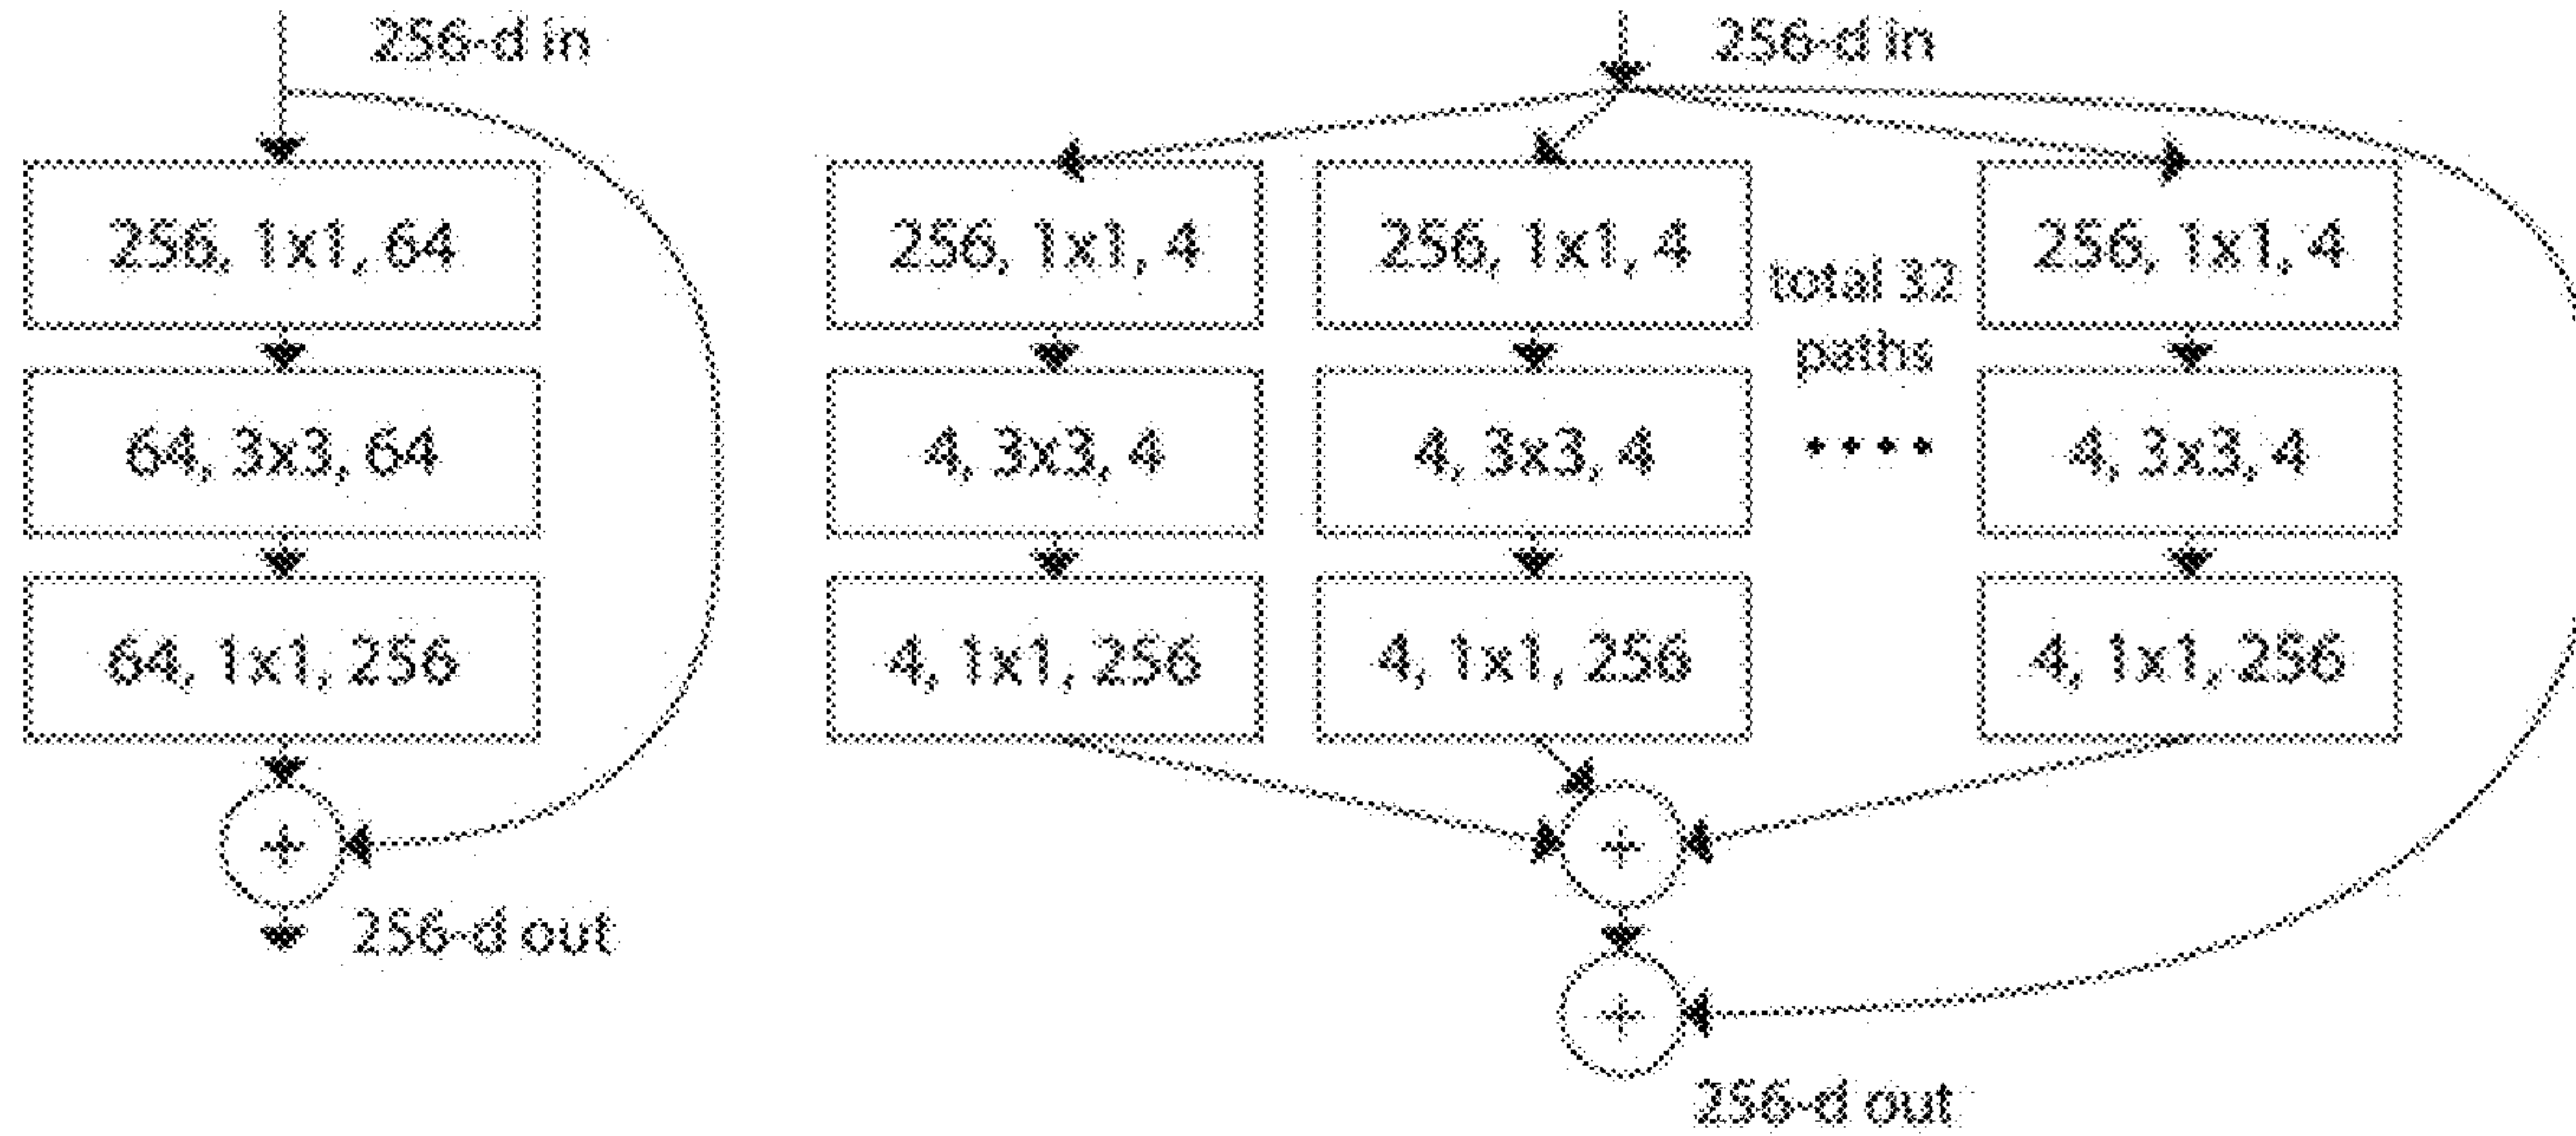 256-d in
256, 1x1, 64
64, 3x3, 64
64, 1x1, 256
+
256-d out
256-d in
256, 1x1, 4
256, 1x1, 4
total 32
paths
256, 1x1, 4
4, 3x3, 4
4, 3x3, 4
....
4, 3x3, 4
4, 1x1, 256
4, 1x1, 256
4, 1x1, 256
+
+
256-d out